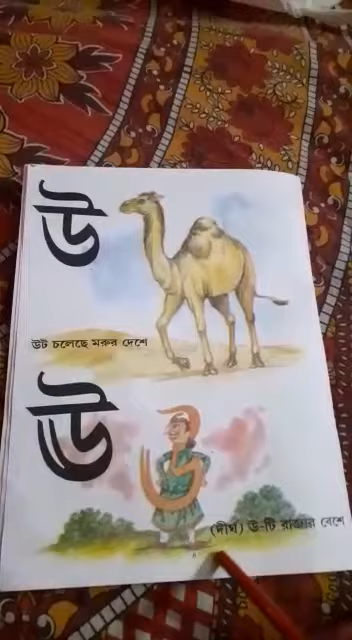 উ
উট চলেছে মরুর দেশে
ঊ
(দীর্ঘ) ঊ-টি রাজার বেশে